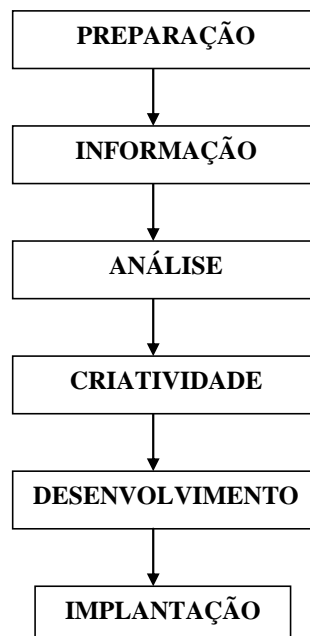 PREPARAÇÃO
INFORMAÇÃO
ANÁLISE
CRIATIVIDADE
DESENVOLVIMENTO
IMPLANTAÇÃO